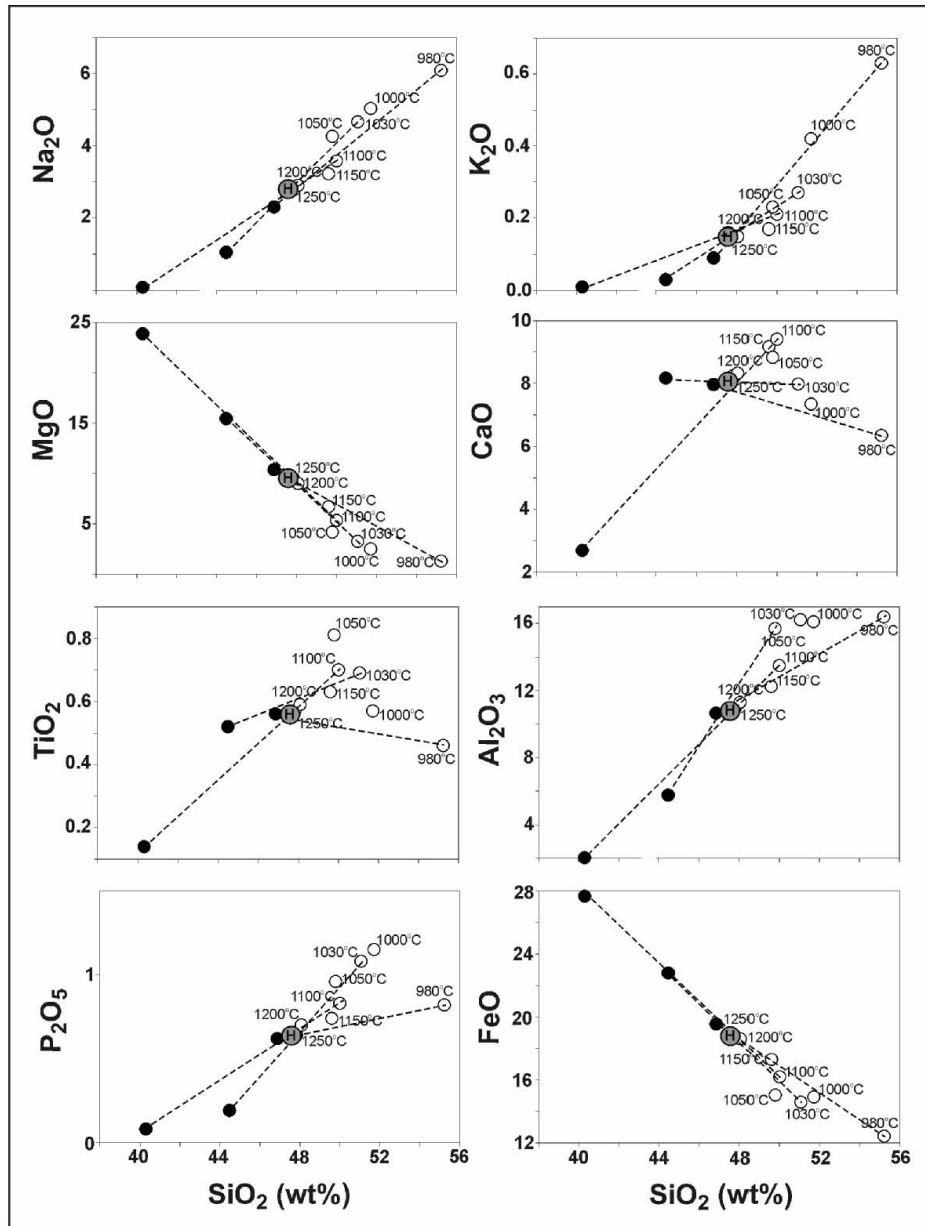 Na₂O
6
4
2
980°C
1000°C
1050°C
1030°C
1100°C
1200°C
1150°C
H
1250°C
K₂O
0.6
0.4
0.2
0.0
980°C
1000°C
1030°C
1050°C
1200°C
1100°C
1150°C
H
1250°C
MgO
25
15
5
1250°C
H
1200°C
1150°C
1100°C
1050°C
1030°C
1000°C
980°C
CaO
10
8
6
4
2
1100°C
1150°C
1200°C
1050°C
H
1250°C
1030°C
1000°C
980°C
TiO₂
0.8
0.6
0.4
0.2
1050°C
1100°C
1030°C
1200°C
1150°C
H
1250°C
1000°C
980°C
Al₂O₃
16
12
8
4
1030°C
1000°C
1050°C
980°C
1100°C
1200°C
1150°C
H
1250°C
P₂O₅
1
0
1000°C
1030°C
1050°C
1100°C
980°C
1200°C
1150°C
H
1250°C
40
44
48
52
56
SiO₂ (wt%)
FeO
28
24
20
16
12
1250°C
H
1200°C
1150°C
1100°C
1050°C
1000°C
1030°C
980°C
40
44
48
52
56
SiO₂ (wt%)